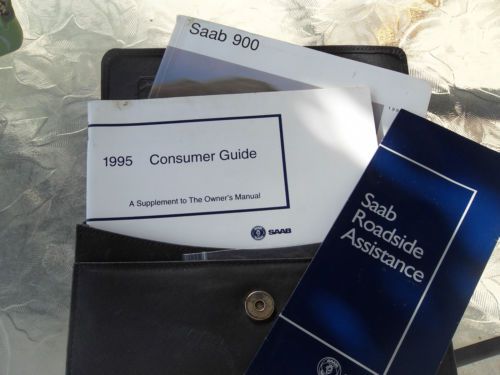 Saab 900
1995 Consumer Guide
A Supplement to The Owner's Manual
SAAB
Saab
Roadside
Assistance